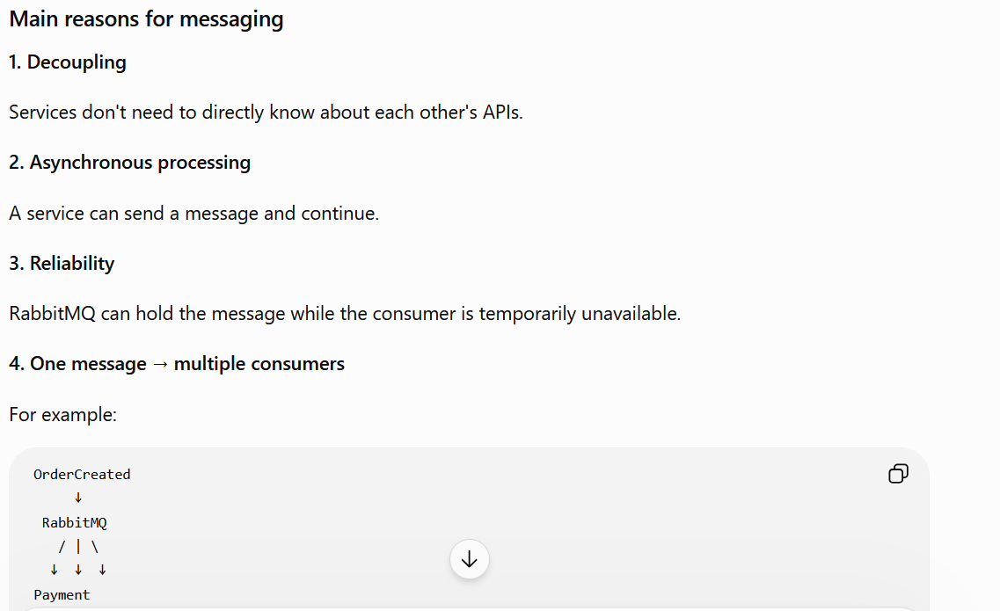 Main reasons for messaging
1. Decoupling
Services don't need to directly know about each other's APIs.
2. Asynchronous processing
A service can send a message and continue.
3. Reliability
RabbitMQ can hold the message while the consumer is temporarily unavailable.
4. One message → multiple consumers
For example:
OrderCreated
↓
RabbitMQ
/ | \
↓ ↓ ↓
Payment